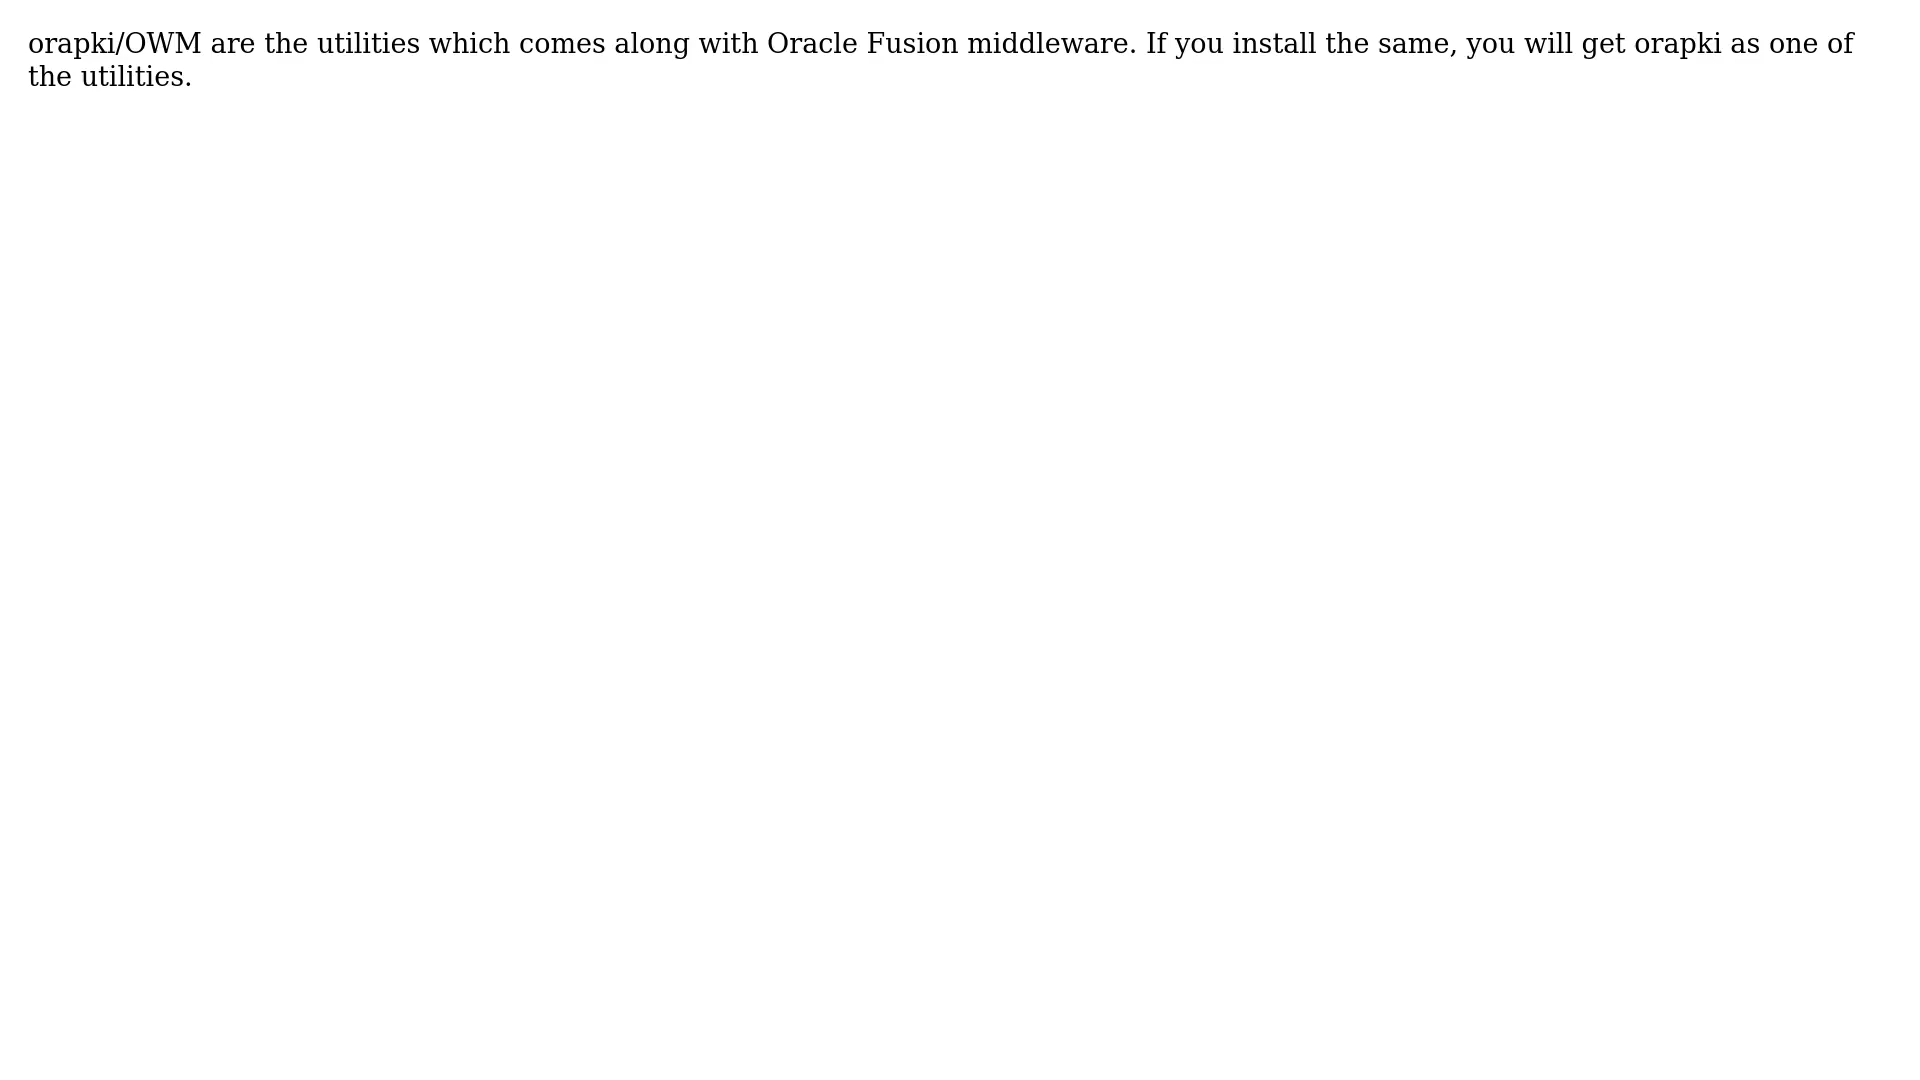 orapki/OWM are the utilities which comes along with Oracle Fusion middleware. If you install the same, you will get orapki as one of
the utilities.